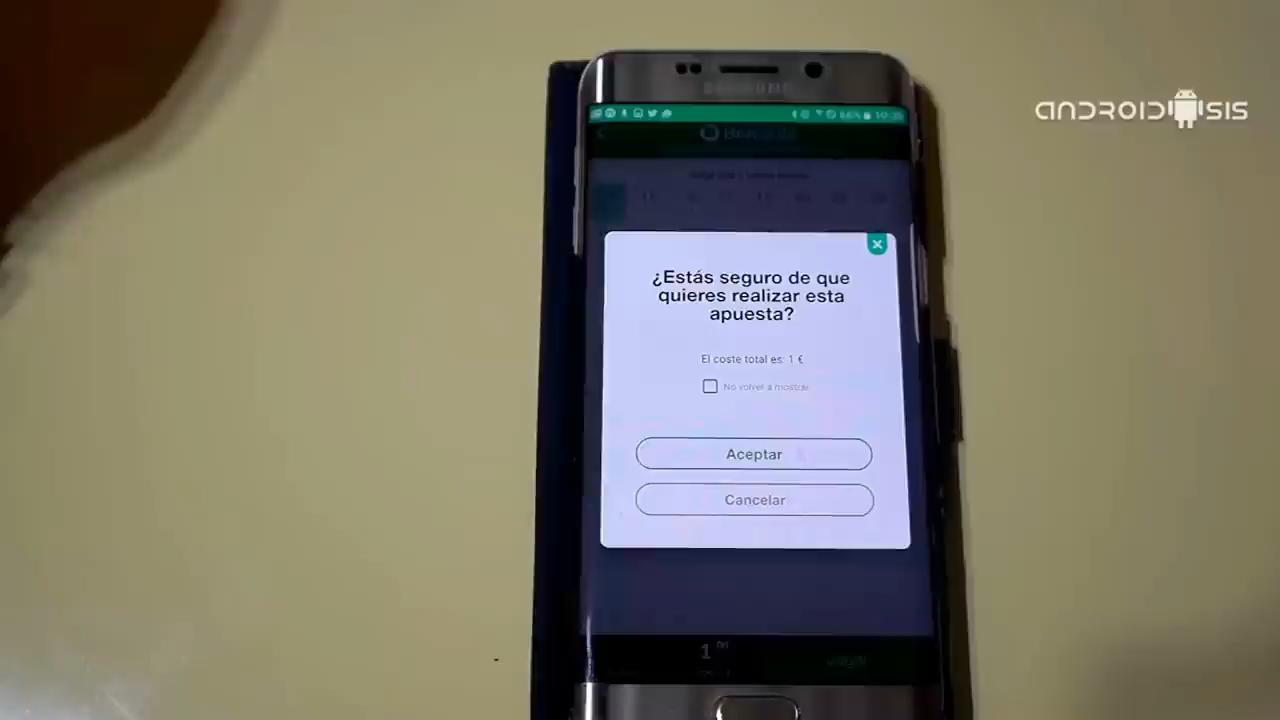 ANDROIDSIS
SAMSUNG
¿Estás seguro de que
quieres realizar esta
apuesta?
El coste total es: 1 €
No volver a mostrar
Aceptar
Cancelar
1